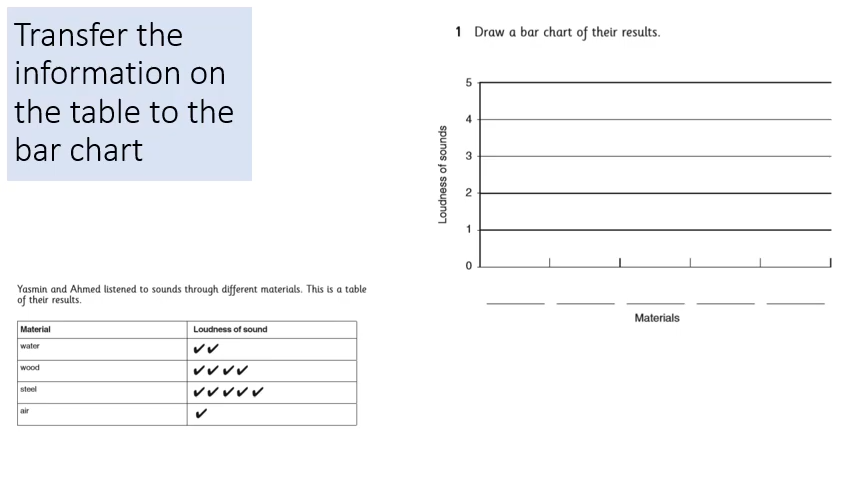 Transfer the
information on
the table to the
bar chart
1 Draw a bar chart of their results.
5
4
3
2
1
0
Loudness of sounds
Materials
Yasmin and Ahmed listened to sounds through different materials. This is a table
of their results.
Material Loudness of sound
water ✔✔
wood ✔✔✔✔
steel ✔✔✔✔✔
air ✔